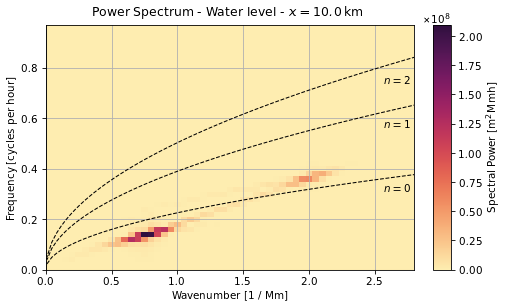 Power Spectrum - Water level - x = 10.0 km
×10⁸
Frequency [cycles per hour]
0.8
0.6
0.4
0.2
0.0
n = 2
n = 1
n = 0
0.0 0.5 1.0 1.5 2.0 2.5
Wavenumber [1 / Mm]
2.00
1.75
1.50
1.25
1.00
0.75
0.50
0.25
0.00
Spectral Power [m² Mm h]